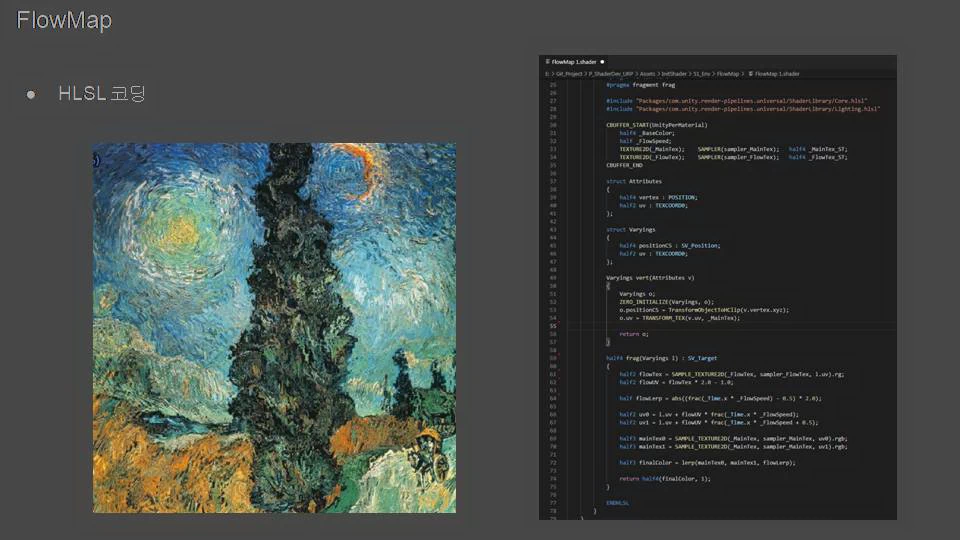 FlowMap
● HLSL 코딩
FlowMap 1.shader ●
E: > Git_Project > P_ShaderDev_URP > Assets > InitShader > 51_Env > FlowMap > FlowMap 1.shader
25 #pragma fragment frag
26
27 #include "Packages/com.unity.render-pipelines.universal/ShaderLibrary/Core.hlsl"
28 #include "Packages/com.unity.render-pipelines.universal/ShaderLibrary/Lighting.hlsl"
29
30 CBUFFER_START(UnityPerMaterial)
31 half4 _BaseColor;
32 half _FlowSpeed;
33 TEXTURE2D(_MainTex); SAMPLER(sampler_MainTex); half4 _MainTex_ST;
34 TEXTURE2D(_FlowTex); SAMPLER(sampler_FlowTex); half4 _FlowTex_ST;
35 CBUFFER_END
36
37 struct Attributes
38 {
39 half4 vertex : POSITION;
40 half2 uv : TEXCOORD0;
41 };
42
43 struct Varyings
44 {
45 half4 positionCS : SV_Position;
46 half2 uv : TEXCOORD0;
47 };
48
49 Varyings vert(Attributes v)
50 {
51 Varyings o;
52 ZERO_INITIALIZE(Varyings, o);
53 o.positionCS = TransformObjectToHClip(v.vertex.xyz);
54 o.uv = TRANSFORM_TEX(v.uv, _MainTex);
55
56 return o;
57 }
58
59 half4 frag(Varyings i) : SV_Target
60 {
61 half2 flowTex = SAMPLE_TEXTURE2D(_FlowTex, sampler_FlowTex, i.uv).rg;
62 half2 flowUV = flowTex * 2.0 - 1.0;
63
64 half flowLerp = abs((frac(_Time.x * _FlowSpeed) - 0.5) * 2.0);
65
66 half2 uv0 = i.uv + flowUV * frac(_Time.x * _FlowSpeed);
67 half2 uv1 = i.uv + flowUV * frac(_Time.x * _FlowSpeed + 0.5);
68
69 half3 mainTex0 = SAMPLE_TEXTURE2D(_MainTex, sampler_MainTex, uv0).rgb;
70 half3 mainTex1 = SAMPLE_TEXTURE2D(_MainTex, sampler_MainTex, uv1).rgb;
71
72 half3 finalColor = lerp(mainTex0, mainTex1, flowLerp);
73
74 return half4(finalColor, 1);
75 }
76
77 ENDHLSL
78 }
79 }